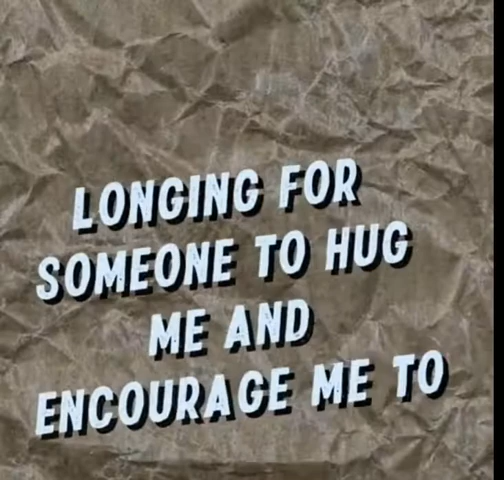 LONGING FOR
SOMEONE TO HUG
ME AND
ENCOURAGE ME TO